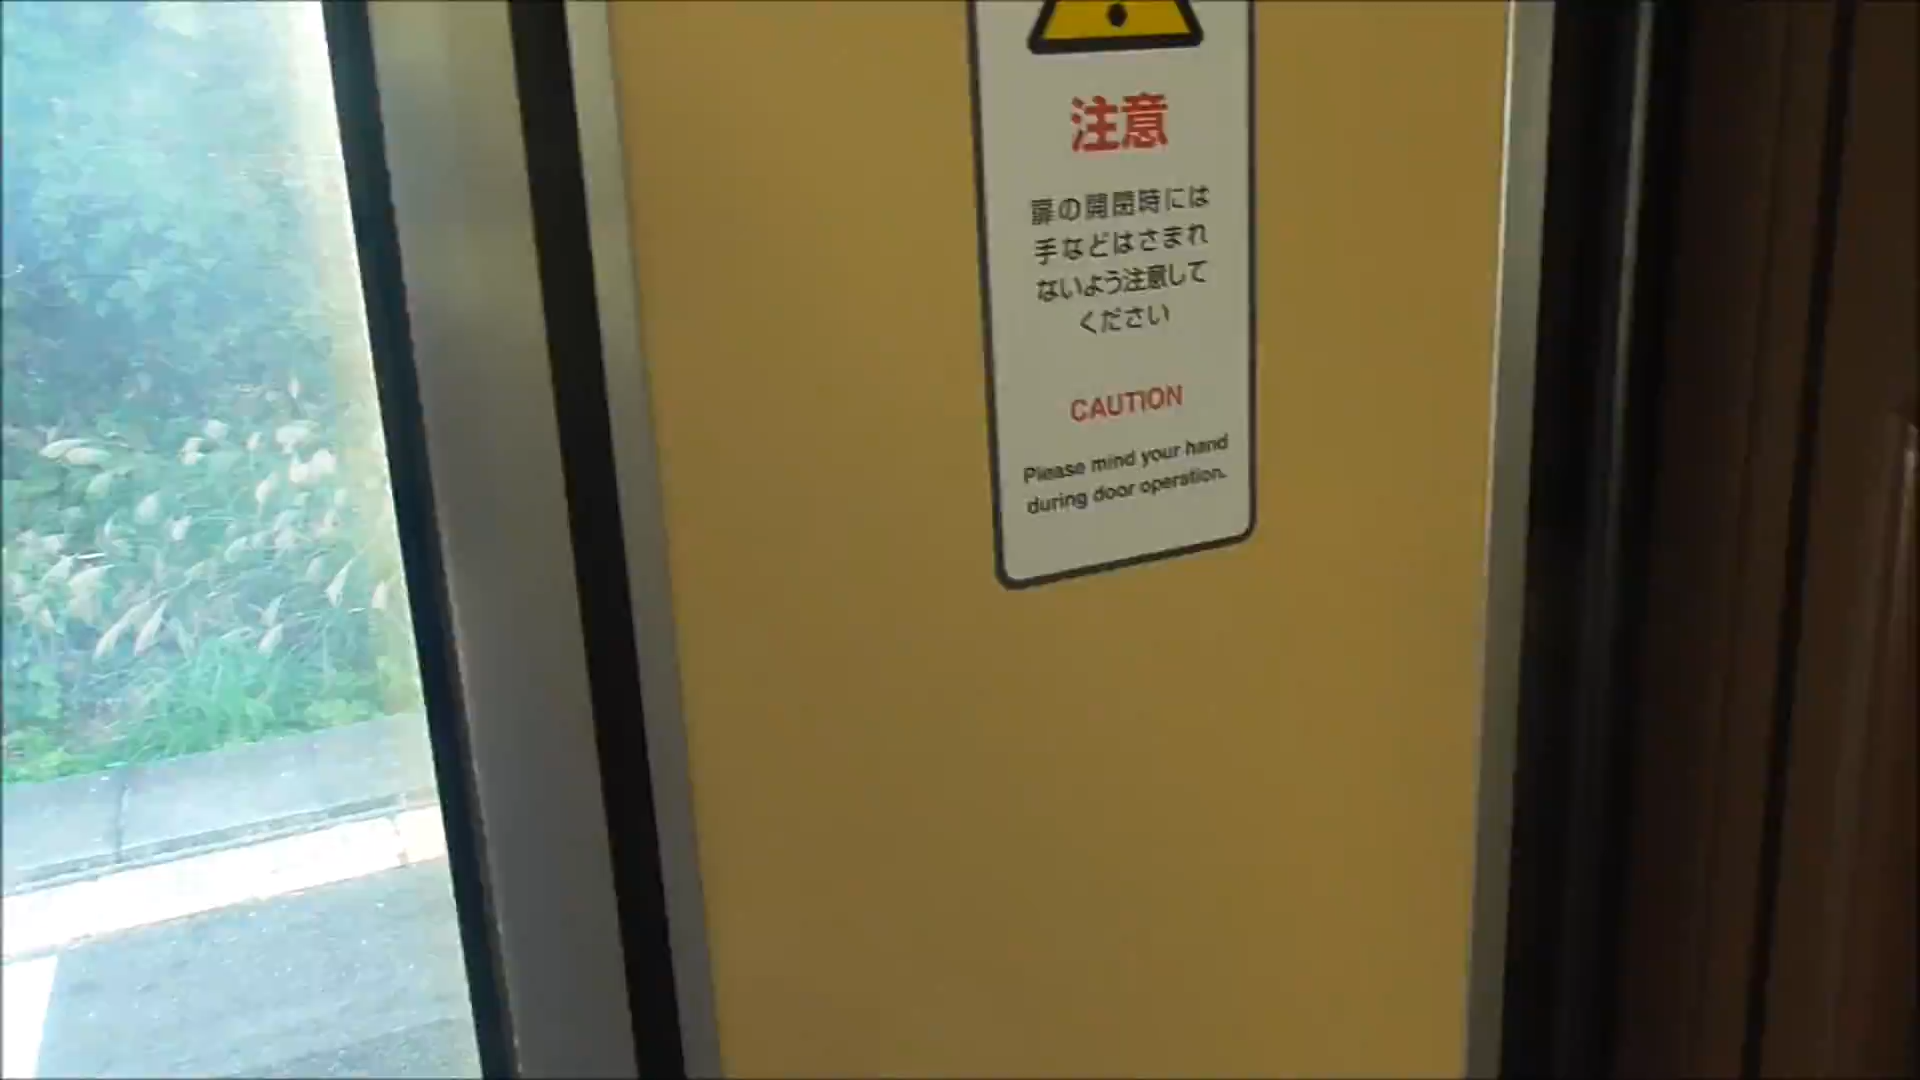 注意
扉の開閉時には
手などはさまれ
ないよう注意して
ください
CAUTION
Please mind your hand
during door operation.